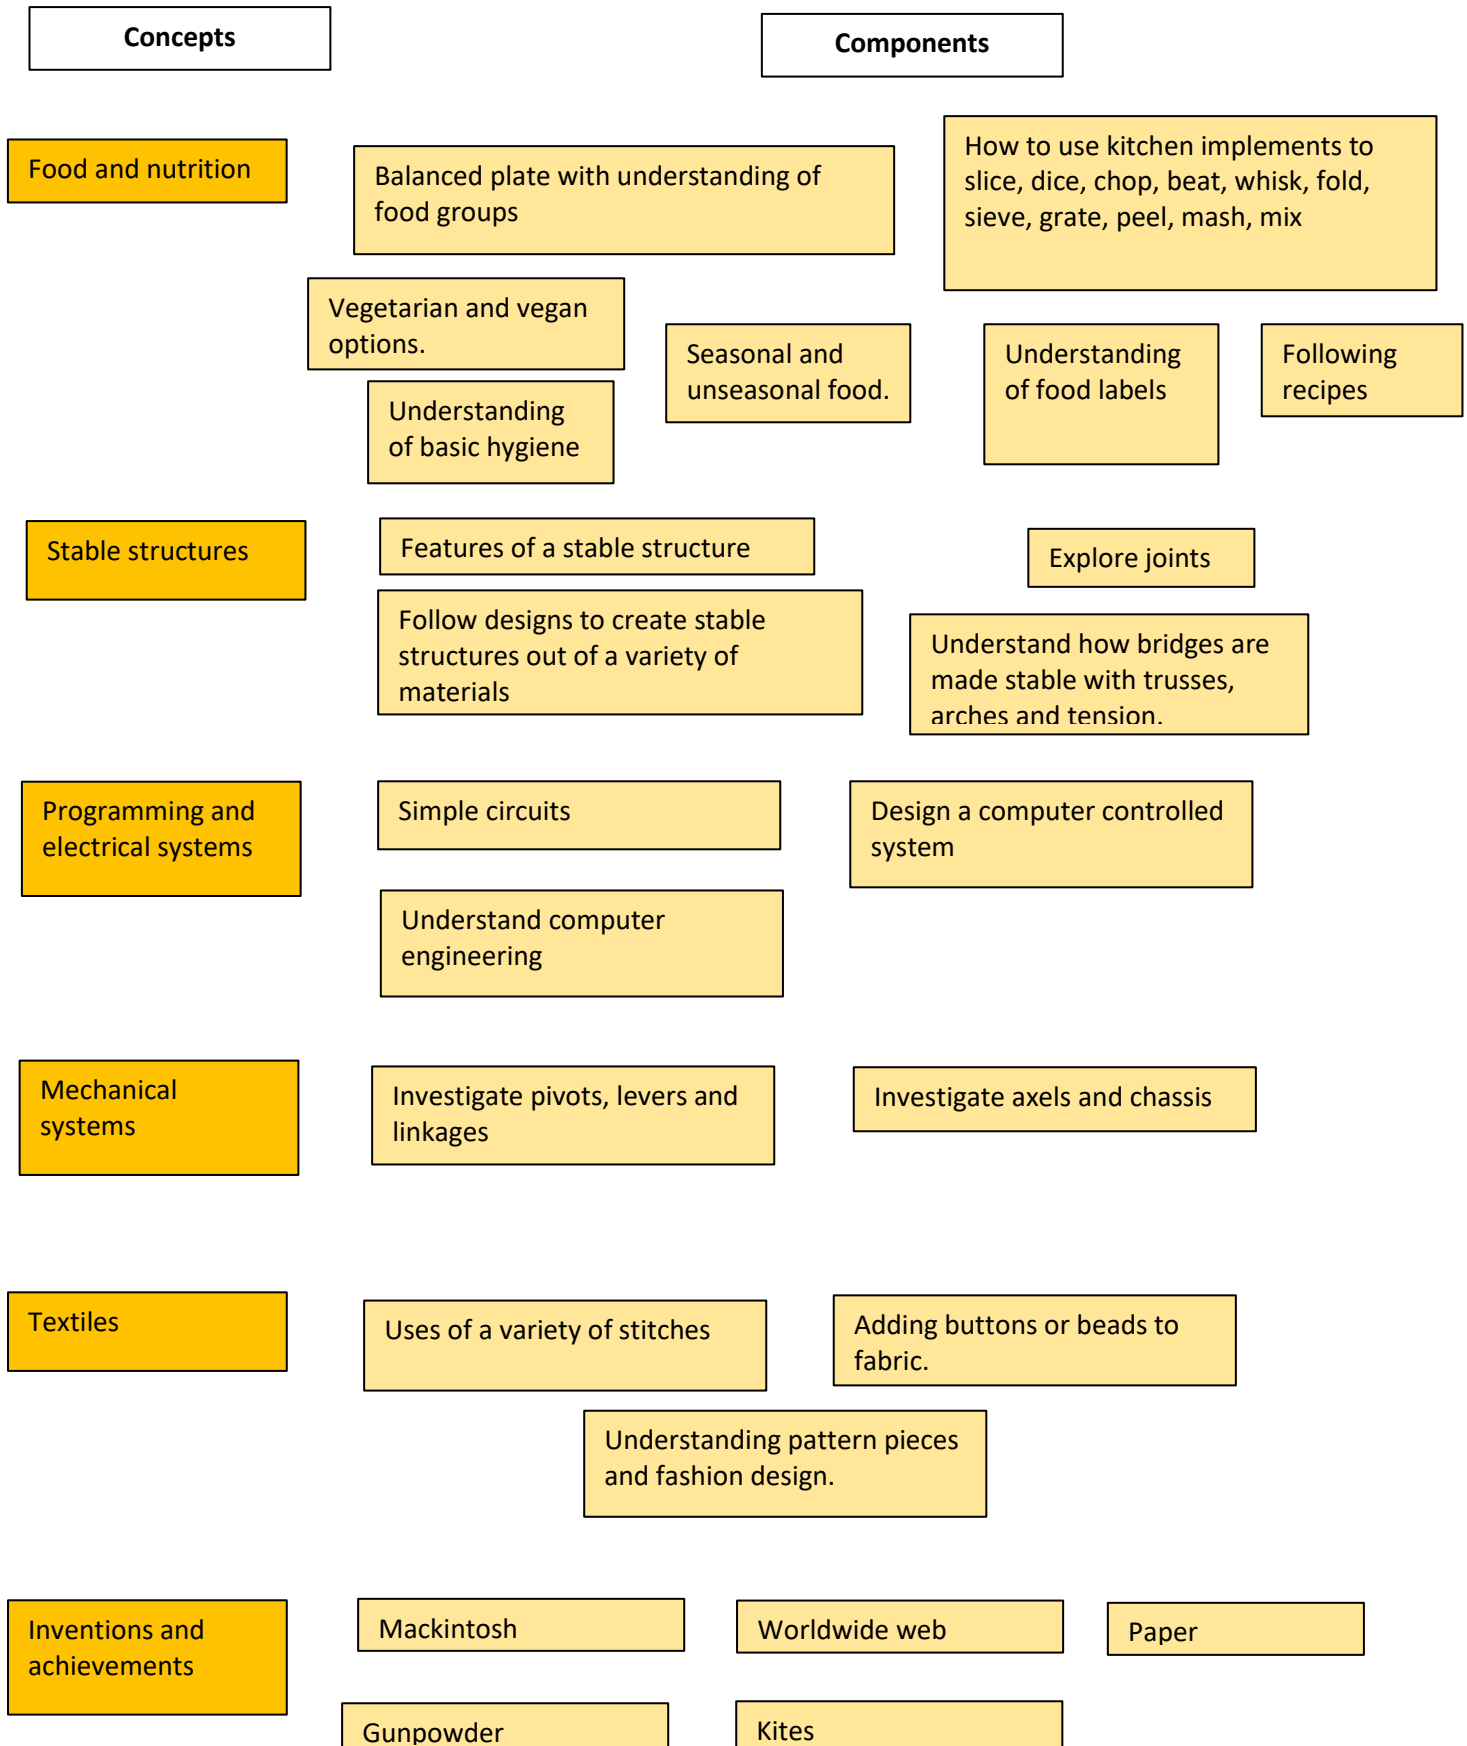 Concepts
Components
Food and nutrition
Balanced plate with understanding of
food groups
How to use kitchen implements to
slice, dice, chop, beat, whisk, fold,
sieve, grate, peel, mash, mix
Vegetarian and vegan
options.
Seasonal and
unseasonal food.
Understanding
of food labels
Following
recipes
Understanding
of basic hygiene
Stable structures
Features of a stable structure
Explore joints
Follow designs to create stable
structures out of a variety of
materials
Understand how bridges are
made stable with trusses,
arches and tension.
Programming and
electrical systems
Simple circuits
Design a computer controlled
system
Understand computer
engineering
Mechanical
systems
Investigate pivots, levers and
linkages
Investigate axels and chassis
Textiles
Uses of a variety of stitches
Adding buttons or beads to
fabric.
Understanding pattern pieces
and fashion design.
Inventions and
achievements
Mackintosh
Worldwide web
Paper
Gunpowder
Kites